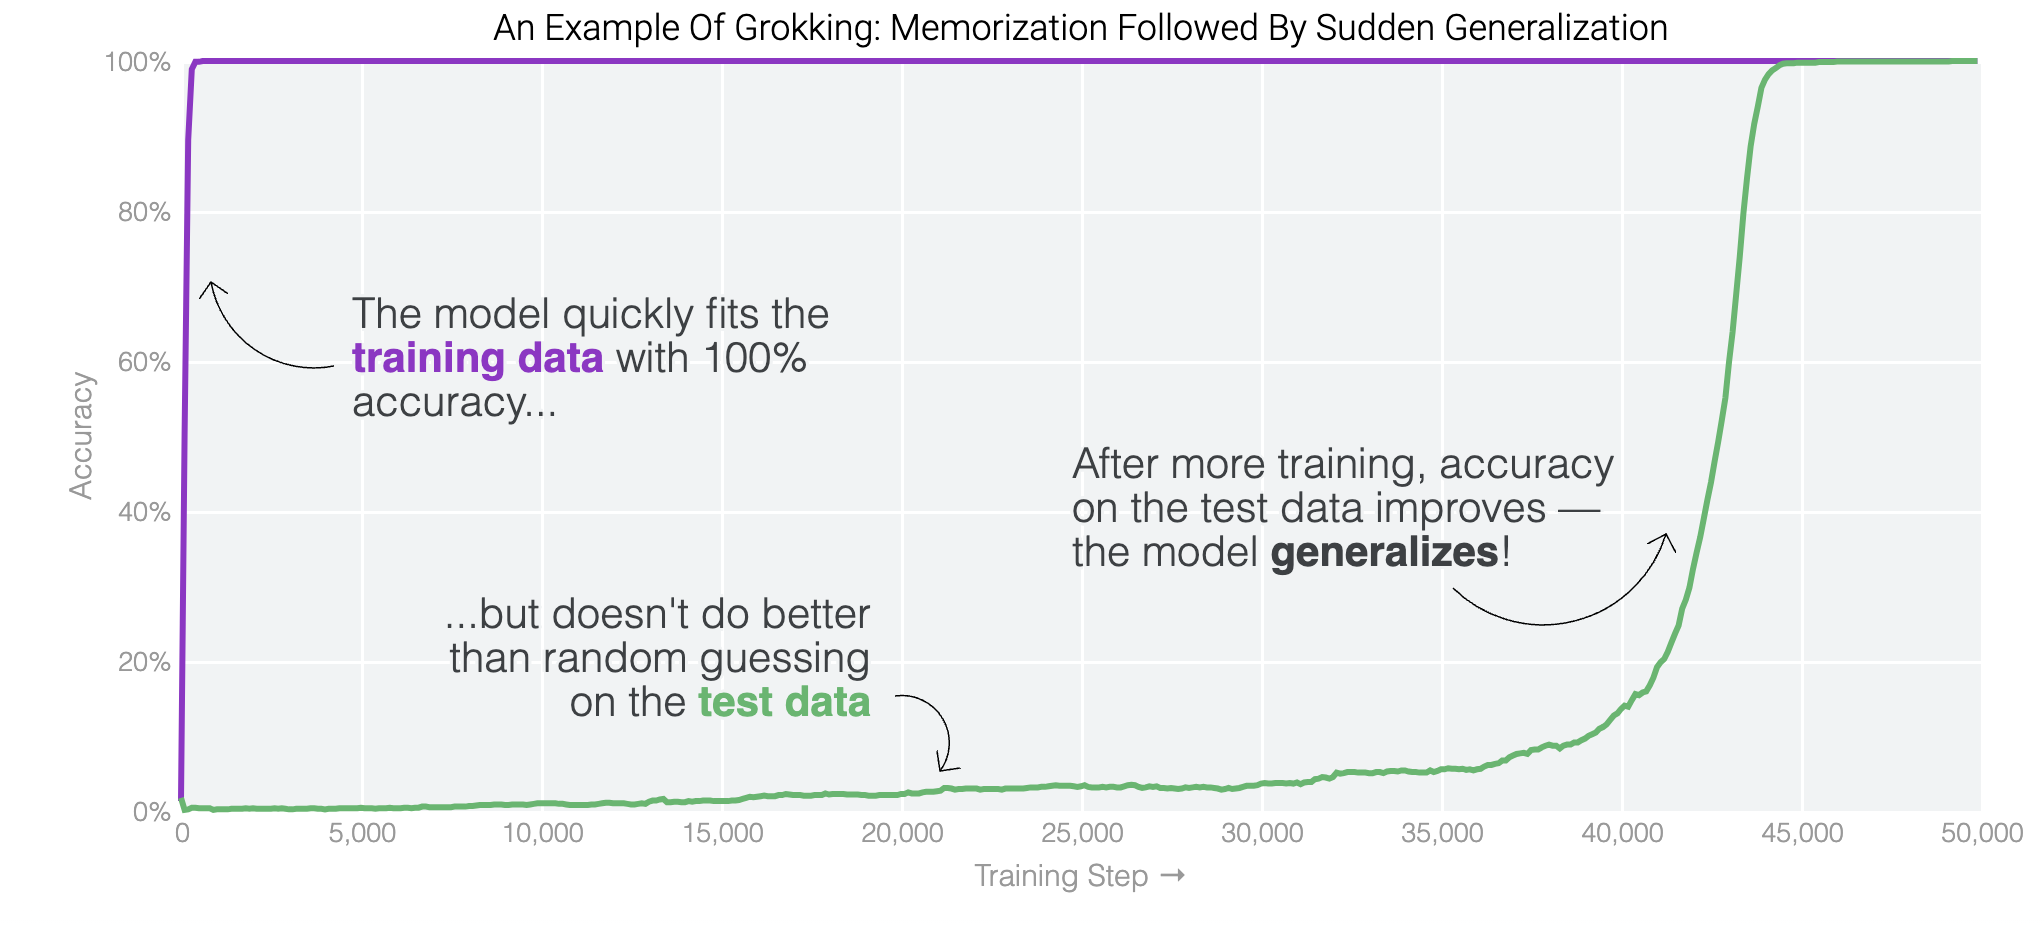 An Example Of Grokking: Memorization Followed By Sudden Generalization
100%
80%
60%
40%
20%
0%
Accuracy
The model quickly fits the
training data with 100%
accuracy...
...but doesn't do better
than random guessing
on the test data
After more training, accuracy
on the test data improves —
the model generalizes!
0
5,000
10,000
15,000
20,000
25,000
30,000
35,000
40,000
45,000
50,000
Training Step →